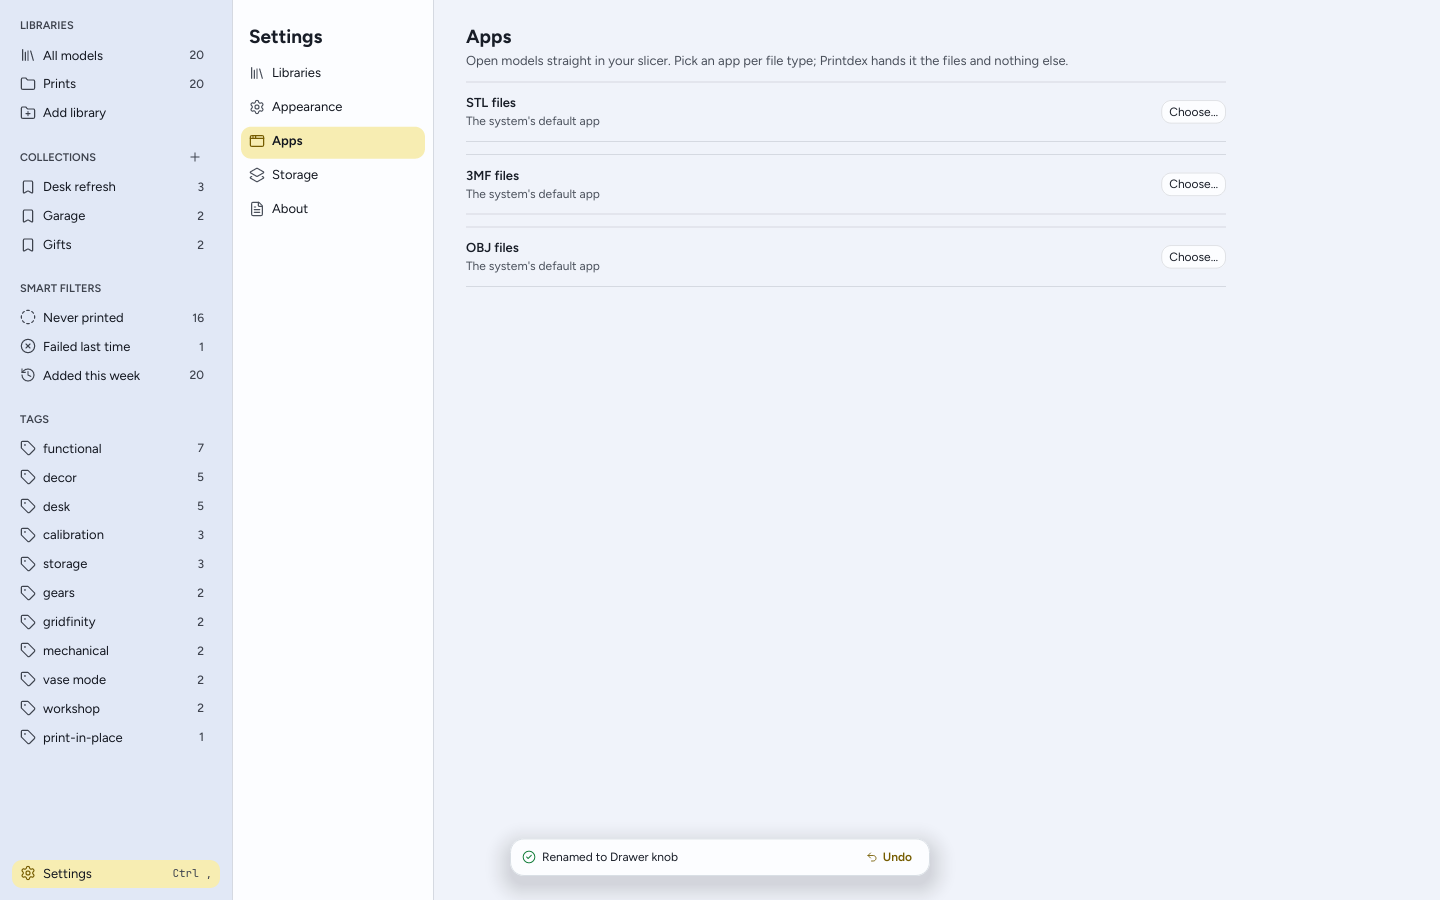 LIBRARIES
All models 20
Prints 20
Add library
COLLECTIONS
Desk refresh 3
Garage 2
Gifts 2
SMART FILTERS
Never printed 16
Failed last time 1
Added this week 20
TAGS
functional 7
decor 5
desk 5
calibration 3
storage 3
gears 2
gridfinity 2
mechanical 2
vase mode 2
workshop 2
print-in-place 1
Settings Ctrl ,
Settings
Libraries
Appearance
Apps
Storage
About
Apps
Open models straight in your slicer. Pick an app per file type; Printdex hands it the files and nothing else.
STL files
The system's default app
Choose...
3MF files
The system's default app
Choose...
OBJ files
The system's default app
Choose...
Renamed to Drawer knob Undo